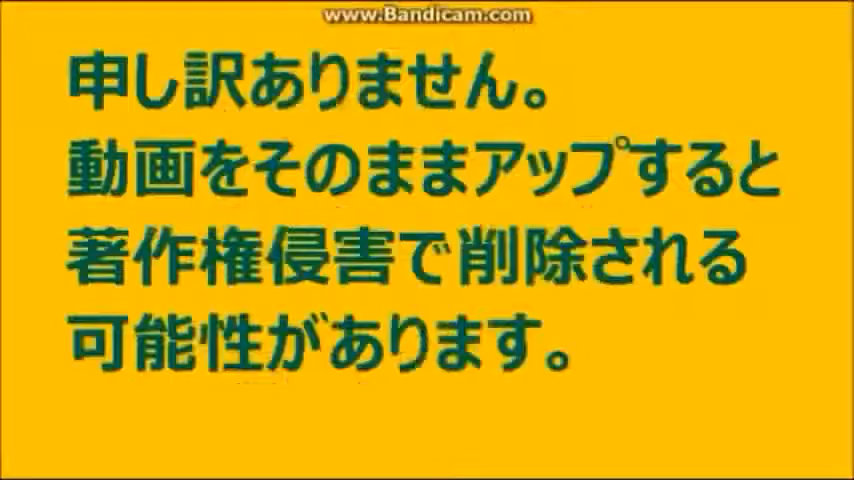 www.Bandicam.com
申し訳ありません。
動画をそのままアップすると
著作権侵害で削除される
可能性があります。